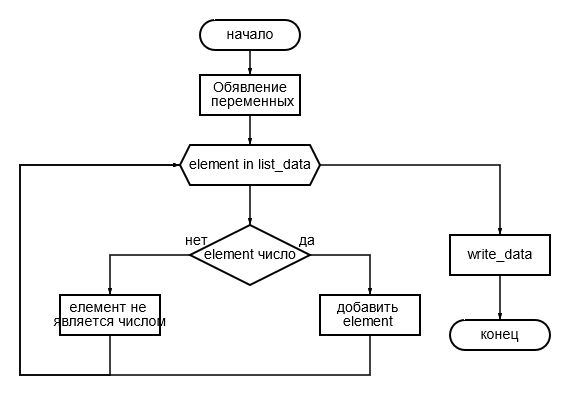 начало
Обявление
переменных
element in list_data
нет
да
element число
write_data
елемент не
является числом
добавить
element
конец